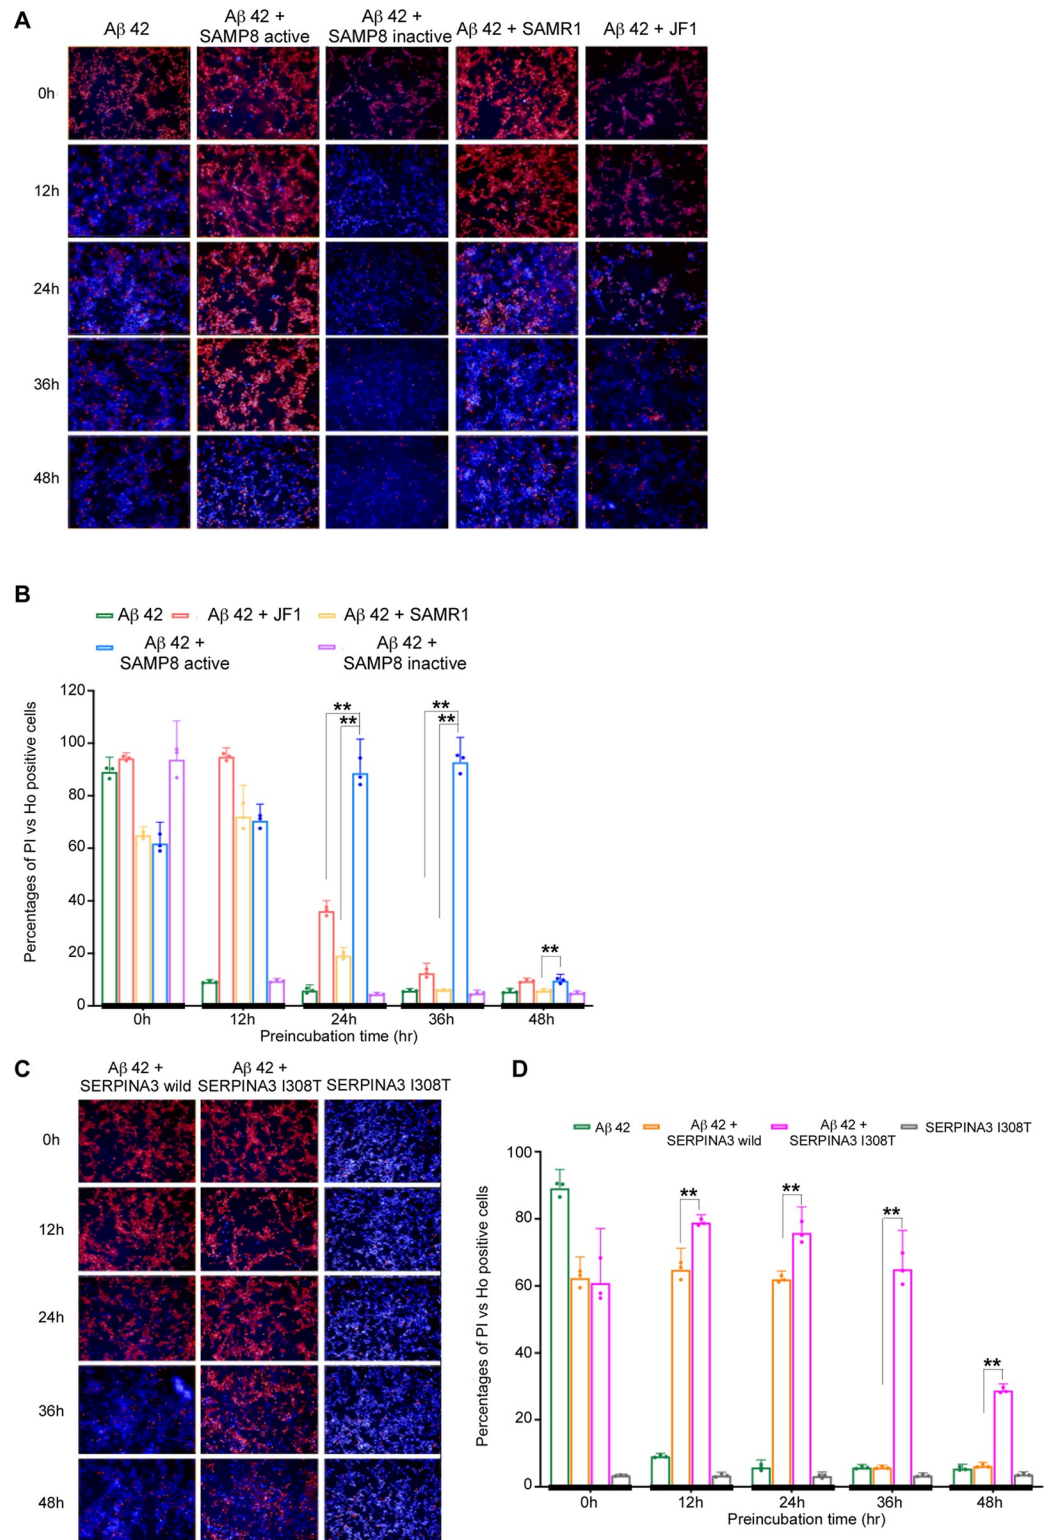 A
Aβ 42
Aβ 42 +
SAMP8 active
Aβ 42 +
SAMP8 inactive
Aβ 42 + SAMR1
Aβ 42 + JF1
0h
12h
24h
36h
48h
B
Aβ 42
Aβ 42 + JF1
Aβ 42 + SAMR1
Aβ 42 +
SAMP8 active
Aβ 42 +
SAMP8 inactive
Percentages of PI vs Ho positive cells
120
100
80
60
40
20
0
**
**
**
**
**
0h
12h
24h
36h
48h
Preincubation time (hr)
C
Aβ 42 +
SERPINA3 wild
Aβ 42 +
SERPINA3 I308T
SERPINA3 I308T
0h
12h
24h
36h
48h
D
Aβ 42
Aβ 42 +
SERPINA3 wild
Aβ 42 +
SERPINA3 I308T
SERPINA3 I308T
Percentages of PI vs Ho positive cells
100
80
60
40
20
0
**
**
**
**
0h
12h
24h
36h
48h
Preincubation time (hr)